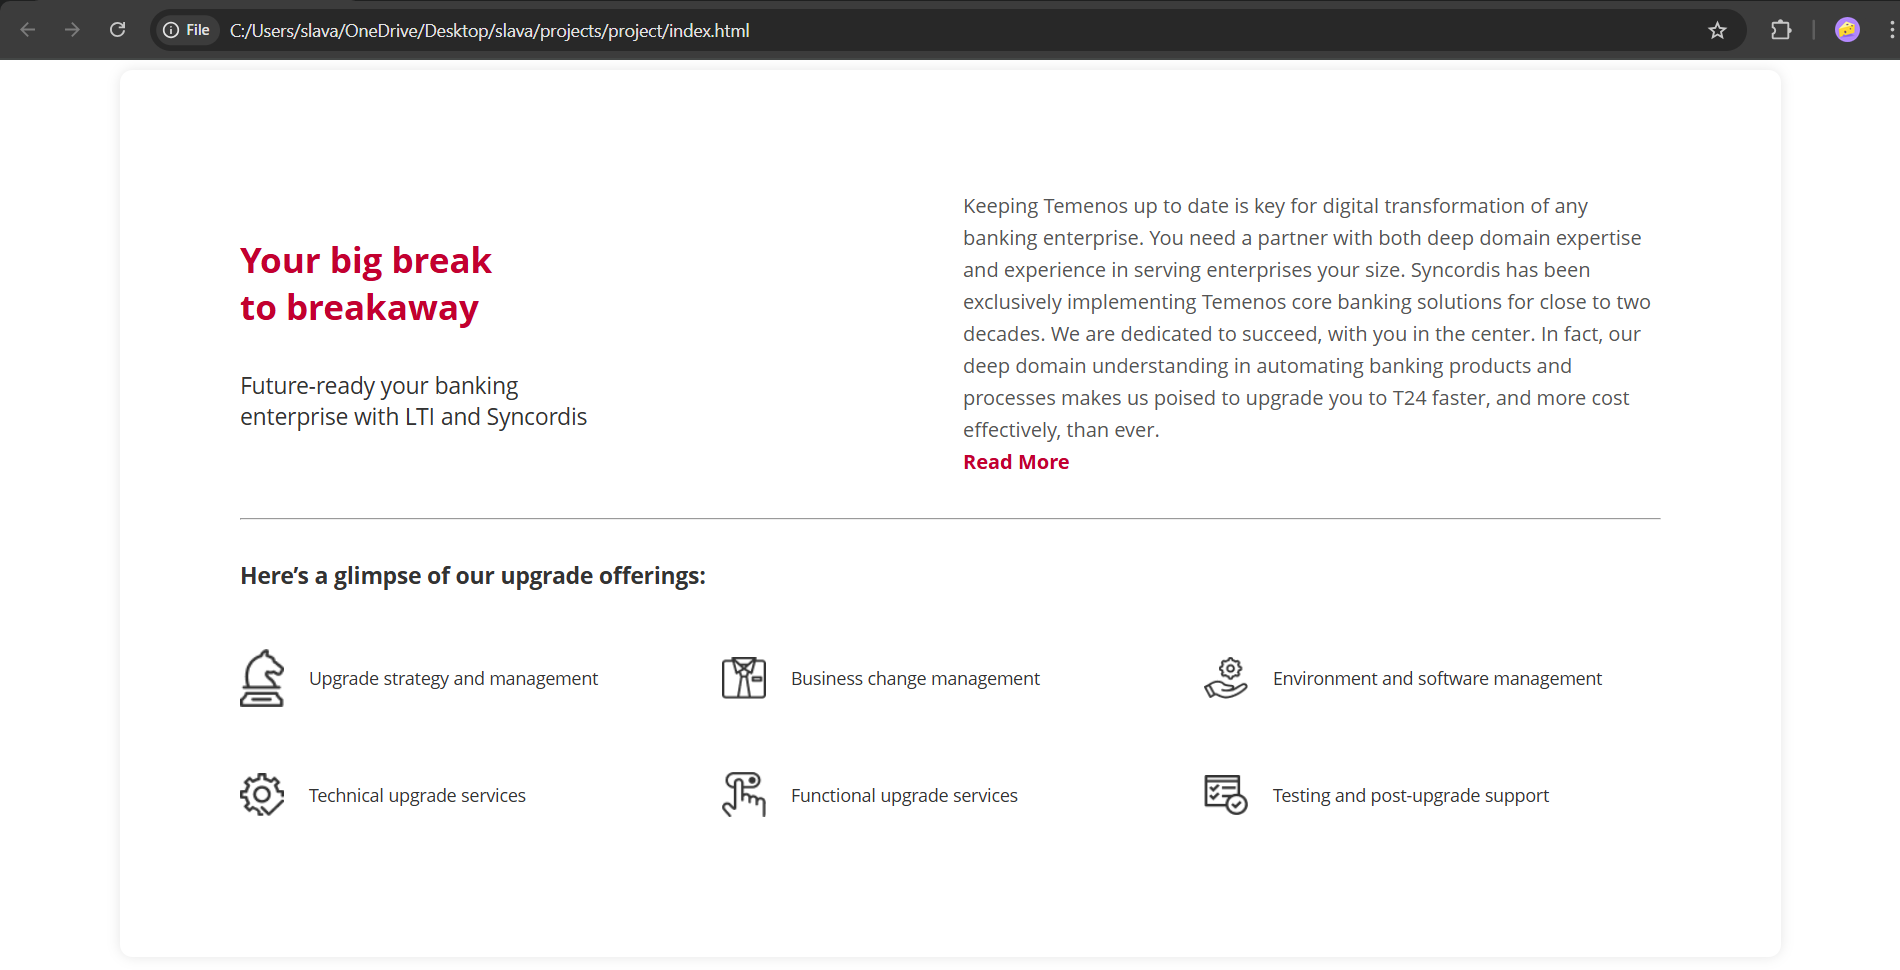 File C:/Users/slava/OneDrive/Desktop/slava/projects/project/index.html
Your big break
to breakaway
Future-ready your banking
enterprise with LTI and Syncordis
Keeping Temenos up to date is key for digital transformation of any
banking enterprise. You need a partner with both deep domain expertise
and experience in serving enterprises your size. Syncordis has been
exclusively implementing Temenos core banking solutions for close to two
decades. We are dedicated to succeed, with you in the center. In fact, our
deep domain understanding in automating banking products and
processes makes us poised to upgrade you to T24 faster, and more cost
effectively, than ever.
Read More
Here’s a glimpse of our upgrade offerings:
Upgrade strategy and management
Business change management
Environment and software management
Technical upgrade services
Functional upgrade services
Testing and post-upgrade support